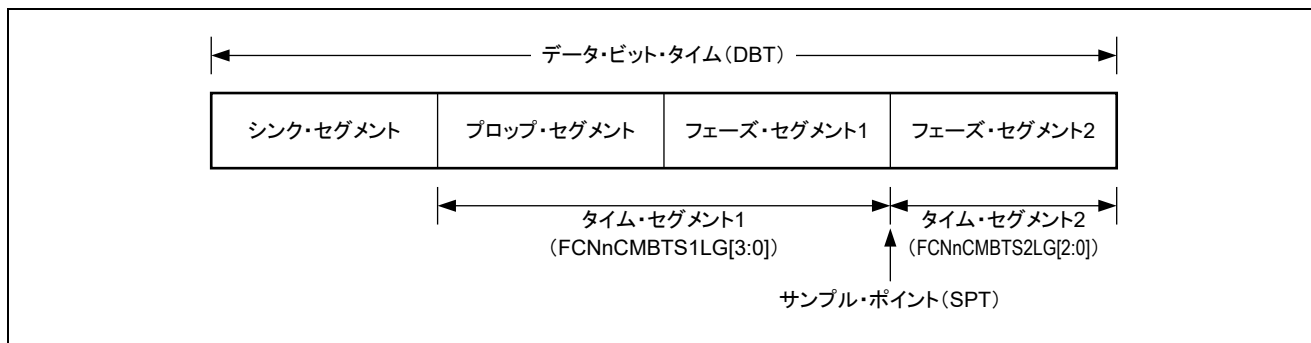 データ・ビット・タイム(DBT)
シンク・セグメント
プロップ・セグメント
フェーズ・セグメント1
フェーズ・セグメント2
タイム・セグメント1
(FCNnCMBTS1LG[3:0])
タイム・セグメント2
(FCNnCMBTS2LG[2:0])
サンプル・ポイント(SPT)